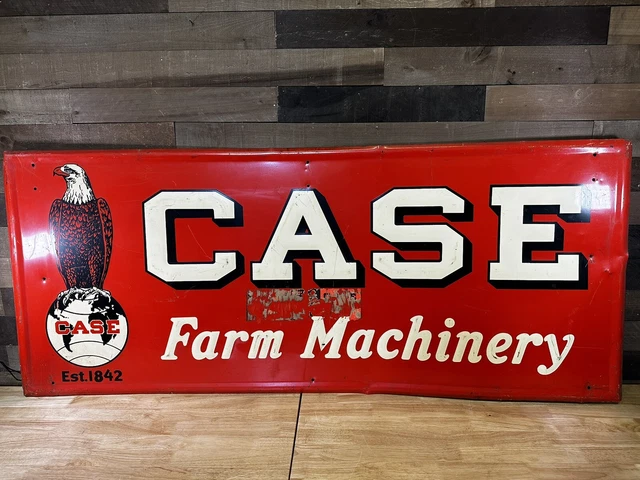 CASE
CASE
Est.1842
Farm Machinery